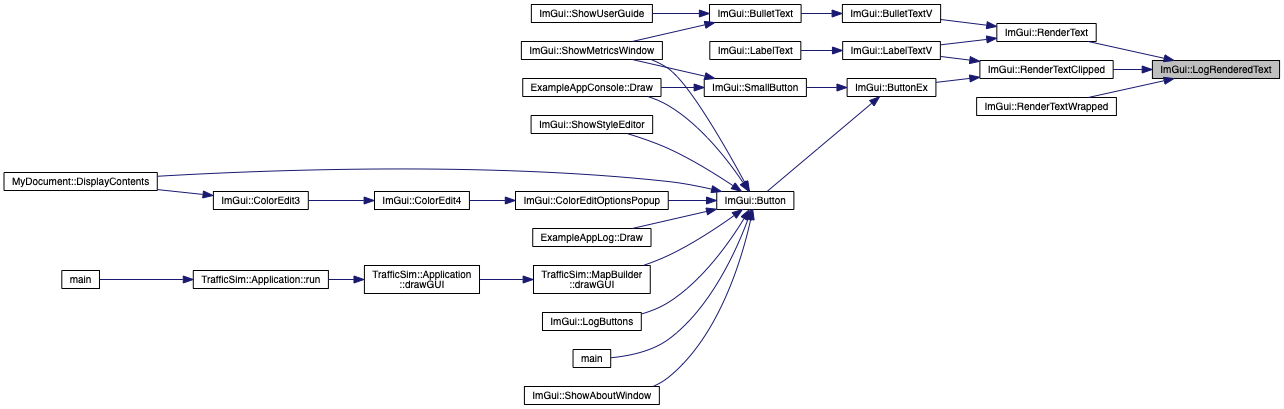 ImGui::ShowUserGuide
ImGui::BulletText
ImGui::BulletTextV
ImGui::RenderText
ImGui::ShowMetricsWindow
ImGui::LabelText
ImGui::LabelTextV
ImGui::RenderTextClipped
ImGui::LogRenderedText
ExampleAppConsole::Draw
ImGui::SmallButton
ImGui::ButtonEx
ImGui::RenderTextWrapped
ImGui::ShowStyleEditor
MyDocument::DisplayContents
ImGui::ColorEdit3
ImGui::ColorEdit4
ImGui::ColorEditOptionsPopup
ImGui::Button
ExampleAppLog::Draw
main
TrafficSim::Application::run
TrafficSim::Application
::drawGUI
TrafficSim::MapBuilder
::drawGUI
ImGui::LogButtons
main
ImGui::ShowAboutWindow